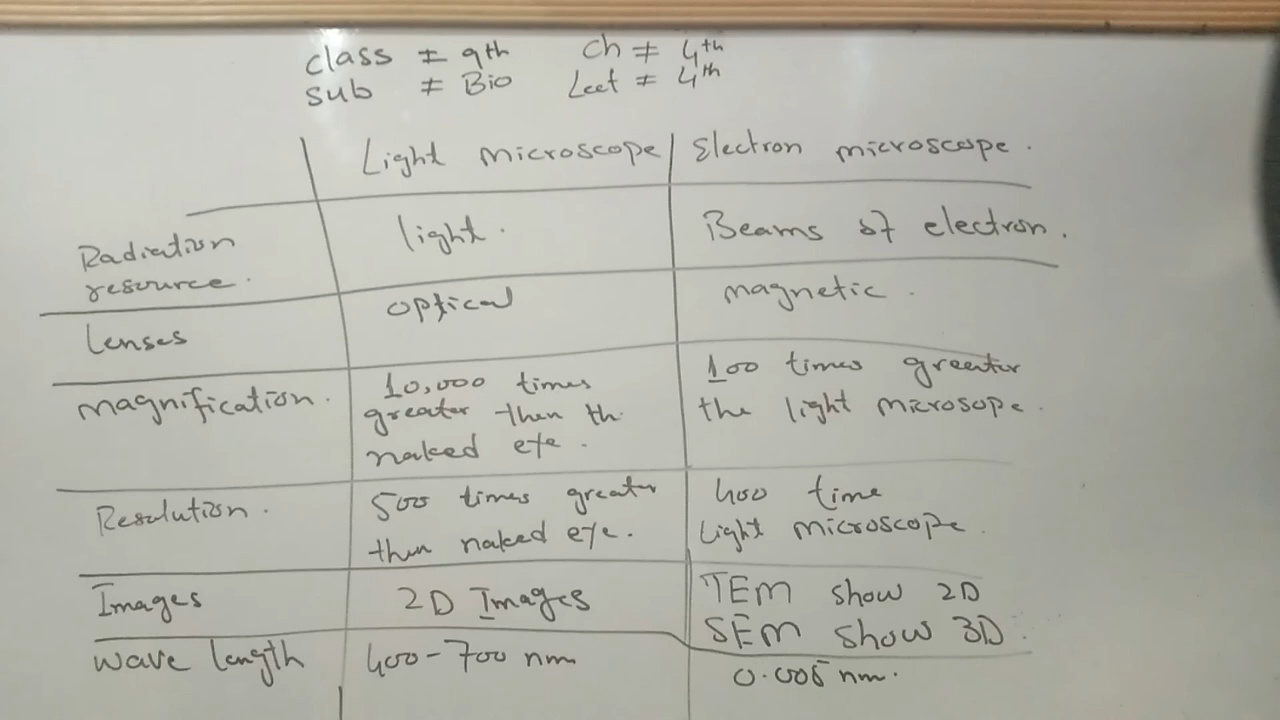 class ≠ 9th Ch ≠ 4th
sub ≠ Bio Lect ≠ 4th
Light microscope Electron microscope.
Radiation resource. light. Beams of electron.
Lenses optical magnetic.
magnification. 10,000 times greater then th naked eye. 100 times greater the light microsope.
Resolution. 500 times greater then naked eye. 400 time Light microscope.
Images 2D Images TEM show 2D SEM show 3D.
wave length 400-700 nm 0.005 nm.